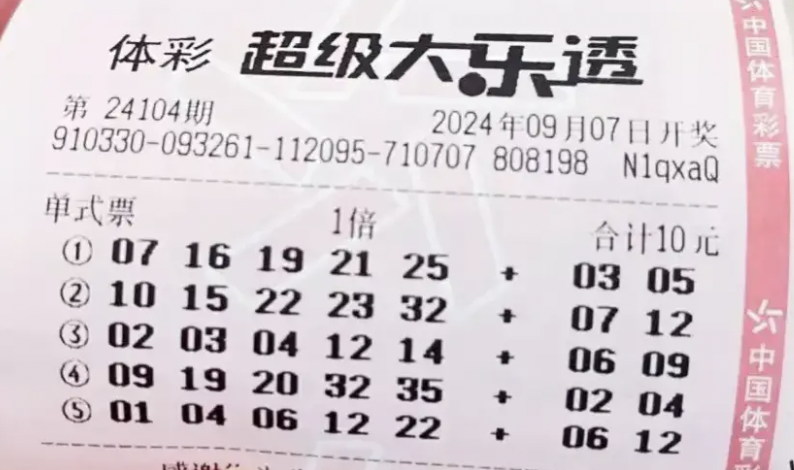 体彩 超级大乐透
第 24104期 2024年09月07日开奖
910330-093261-112095-710707 808198 N1qxaQ
单式票 1倍 合计10元
① 07 16 19 21 25 + 03 05
② 10 15 22 23 32 + 07 12
③ 02 03 04 12 14 + 06 09
④ 09 19 20 32 35 + 02 04
⑤ 01 04 06 12 22 + 06 12
中国体育彩票
中国体育彩